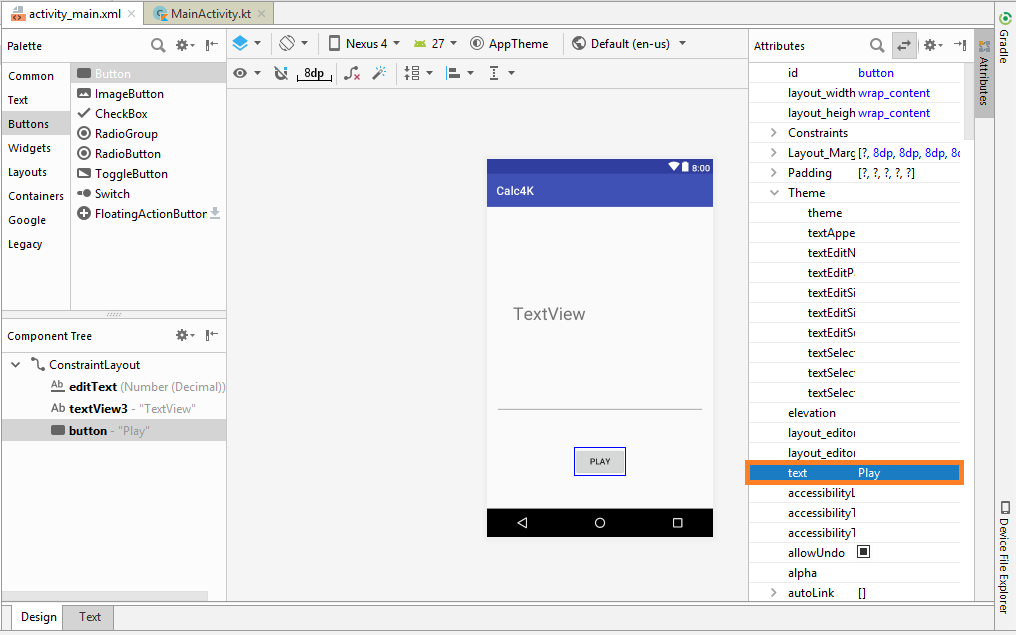 activity_main.xml
MainActivity.kt
Palette
Common
Text
Buttons
Widgets
Layouts
Containers
Google
Legacy
Button
ImageButton
CheckBox
RadioGroup
RadioButton
ToggleButton
Switch
FloatingActionButton
Component Tree
ConstraintLayout
Ab editText (Number (Decimal))
Ab textView3 - "TextView"
button - "Play"
Nexus 4
27
AppTheme
Default (en-us)
8dp
8:00
Calc4K
TextView
PLAY
Attributes
id button
layout_width wrap_content
layout_heigh wrap_content
Constraints
Layout_Marg [?, 8dp, 8dp, 8dp, 8d
Padding [?, ?, ?, ?, ?]
Theme
theme
textAppe
textEditN
textEditP
textEditSi
textEditSi
textEditSu
textSelec
textSelec
textSelec
elevation
layout_editor
layout_editor
text Play
accessibilityL
accessibilityT
accessibilityT
allowUndo
alpha
autoLink []
Gradle
Attributes
Device File Explorer
Design
Text